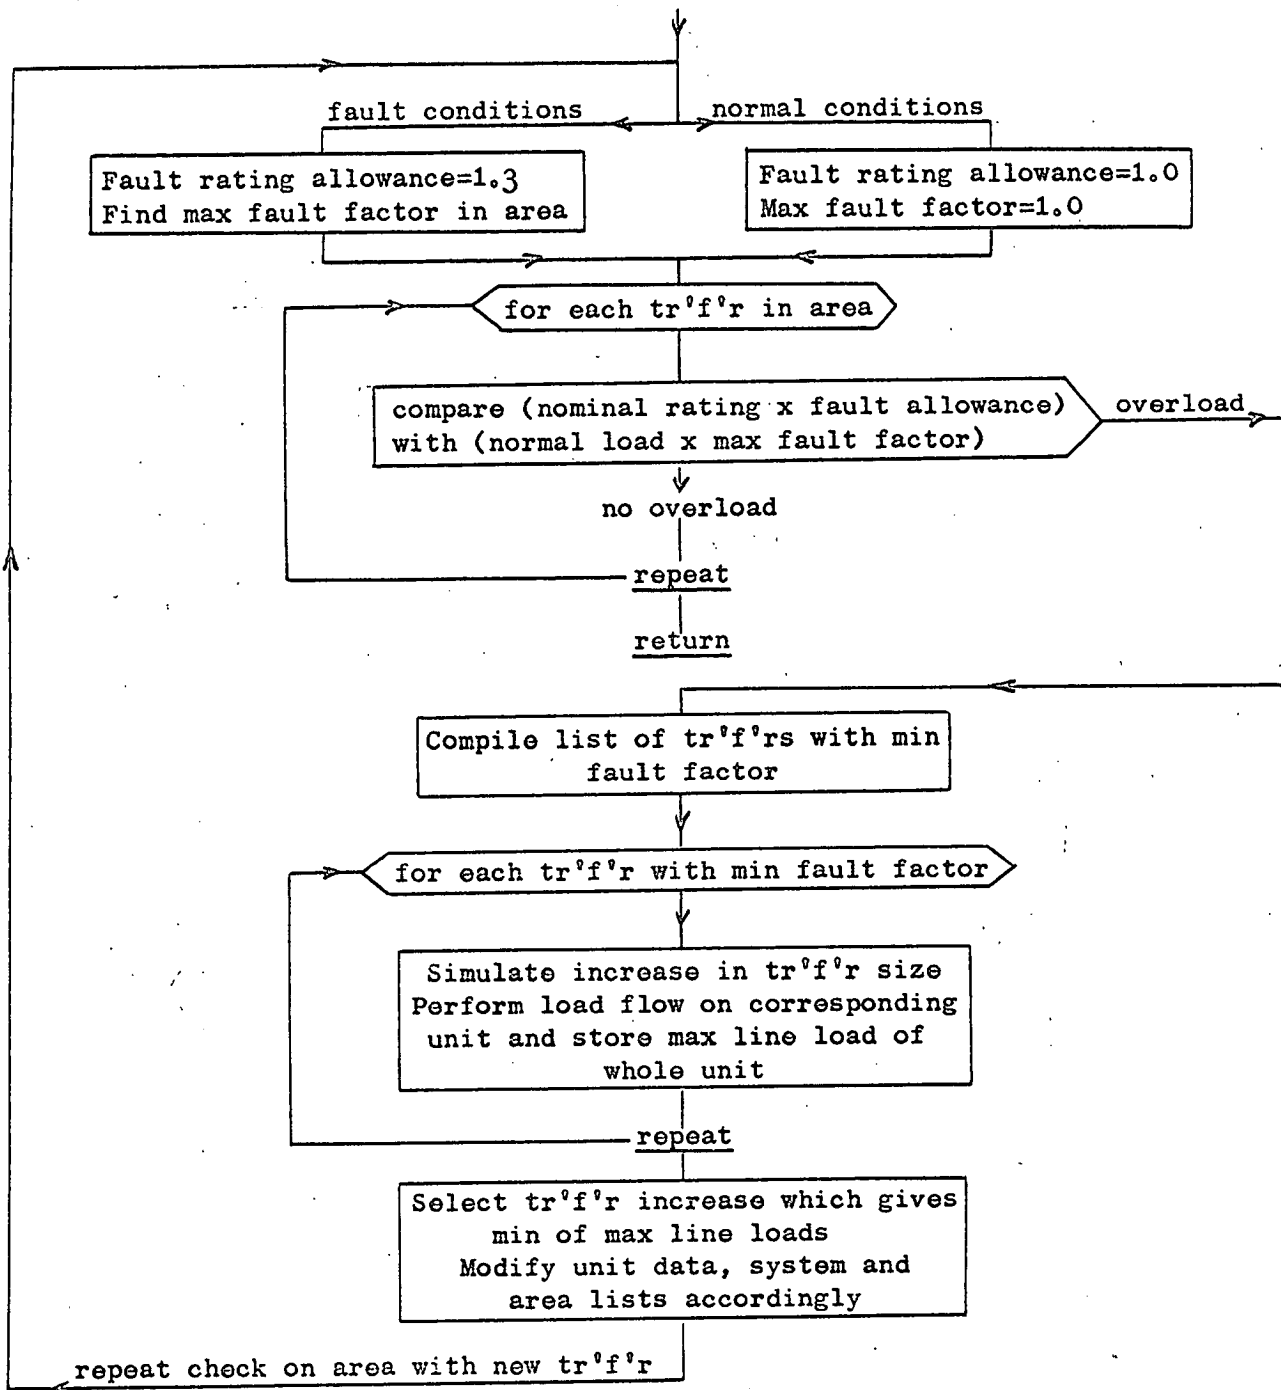 fault conditions
normal conditions
Fault rating allowance=1.3
Find max fault factor in area
Fault rating allowance=1.0
Max fault factor=1.0
for each tr'f'r in area
compare (nominal rating x fault allowance)
with (normal load x max fault factor)
overload
no overload
repeat
return
Compile list of tr'f'rs with min
fault factor
for each tr'f'r with min fault factor
Simulate increase in tr'f'r size
Perform load flow on corresponding
unit and store max line load of
whole unit
repeat
Select tr'f'r increase which gives
min of max line loads
Modify unit data, system and
area lists accordingly
repeat check on area with new tr'f'r